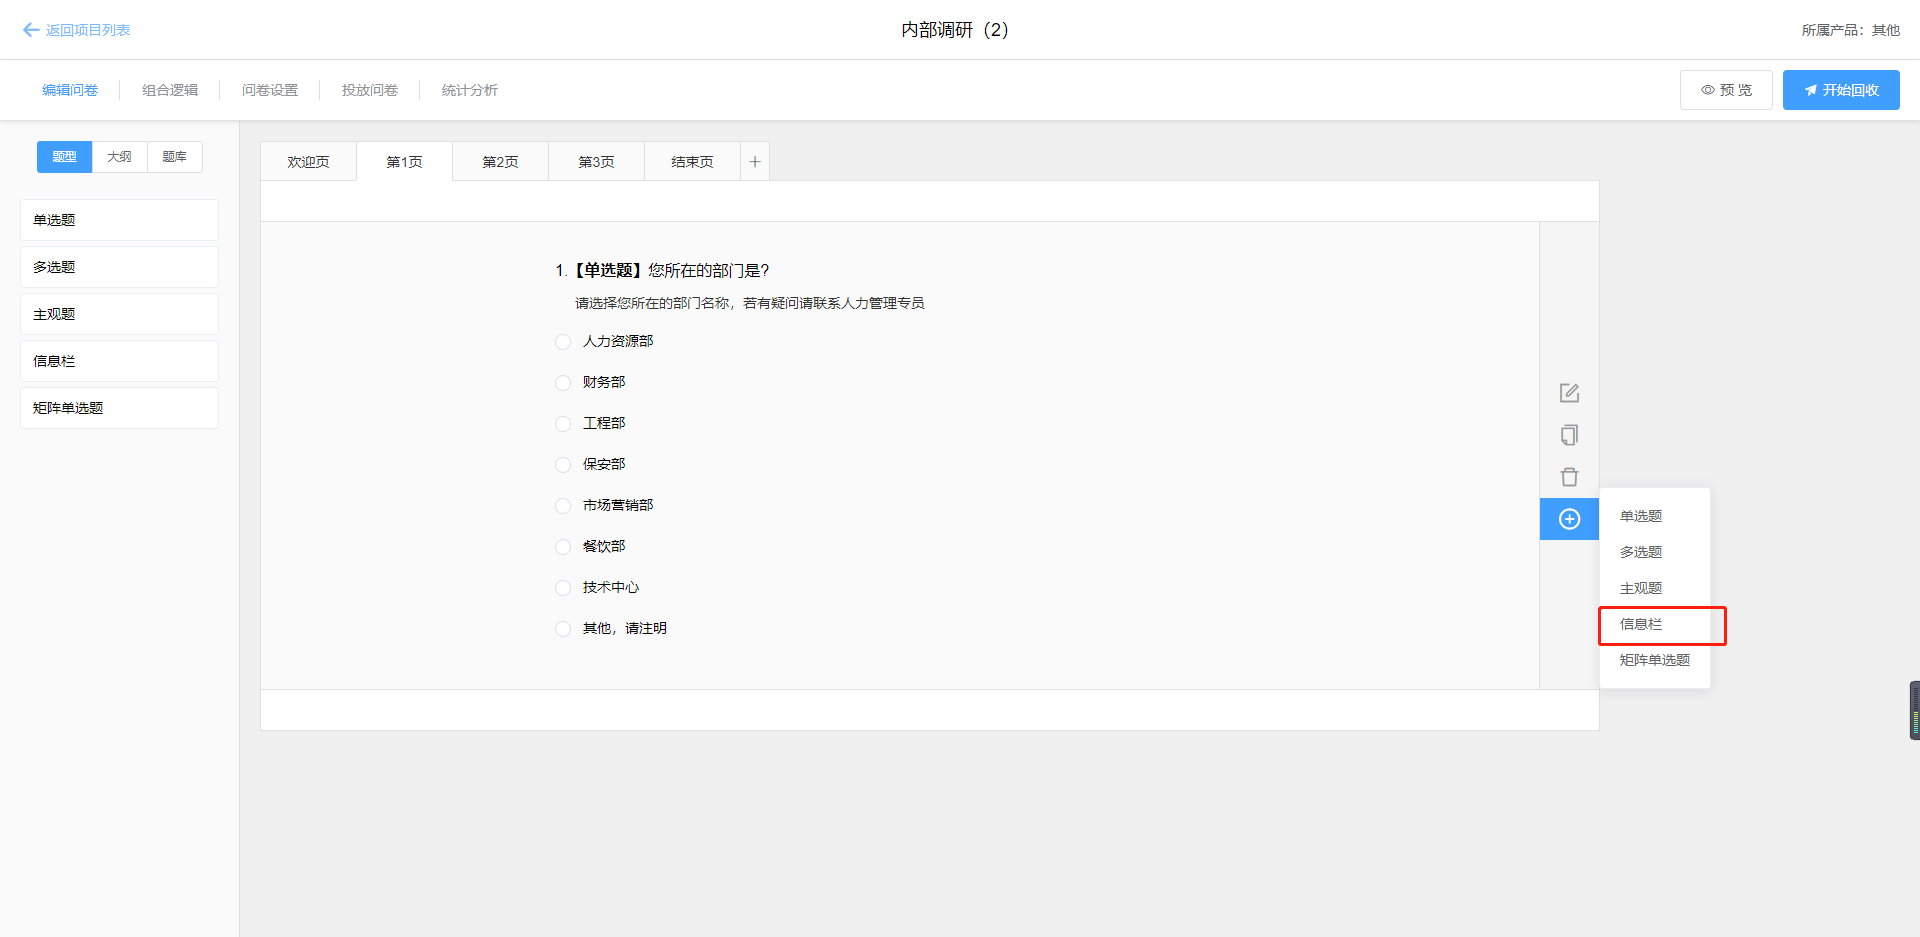 返回项目列表
内部调研（2）
所属产品：其他
编辑问卷
组合逻辑
问卷设置
投放问卷
统计分析
预 览
开始回收
题型
大纲
题库
单选题
多选题
主观题
信息栏
矩阵单选题
欢迎页
第1页
第2页
第3页
结束页
1.【单选题】您所在的部门是?
请选择您所在的部门名称，若有疑问请联系人力管理专员
人力资源部
财务部
工程部
保安部
市场营销部
餐饮部
技术中心
其他，请注明
单选题
多选题
主观题
信息栏
矩阵单选题